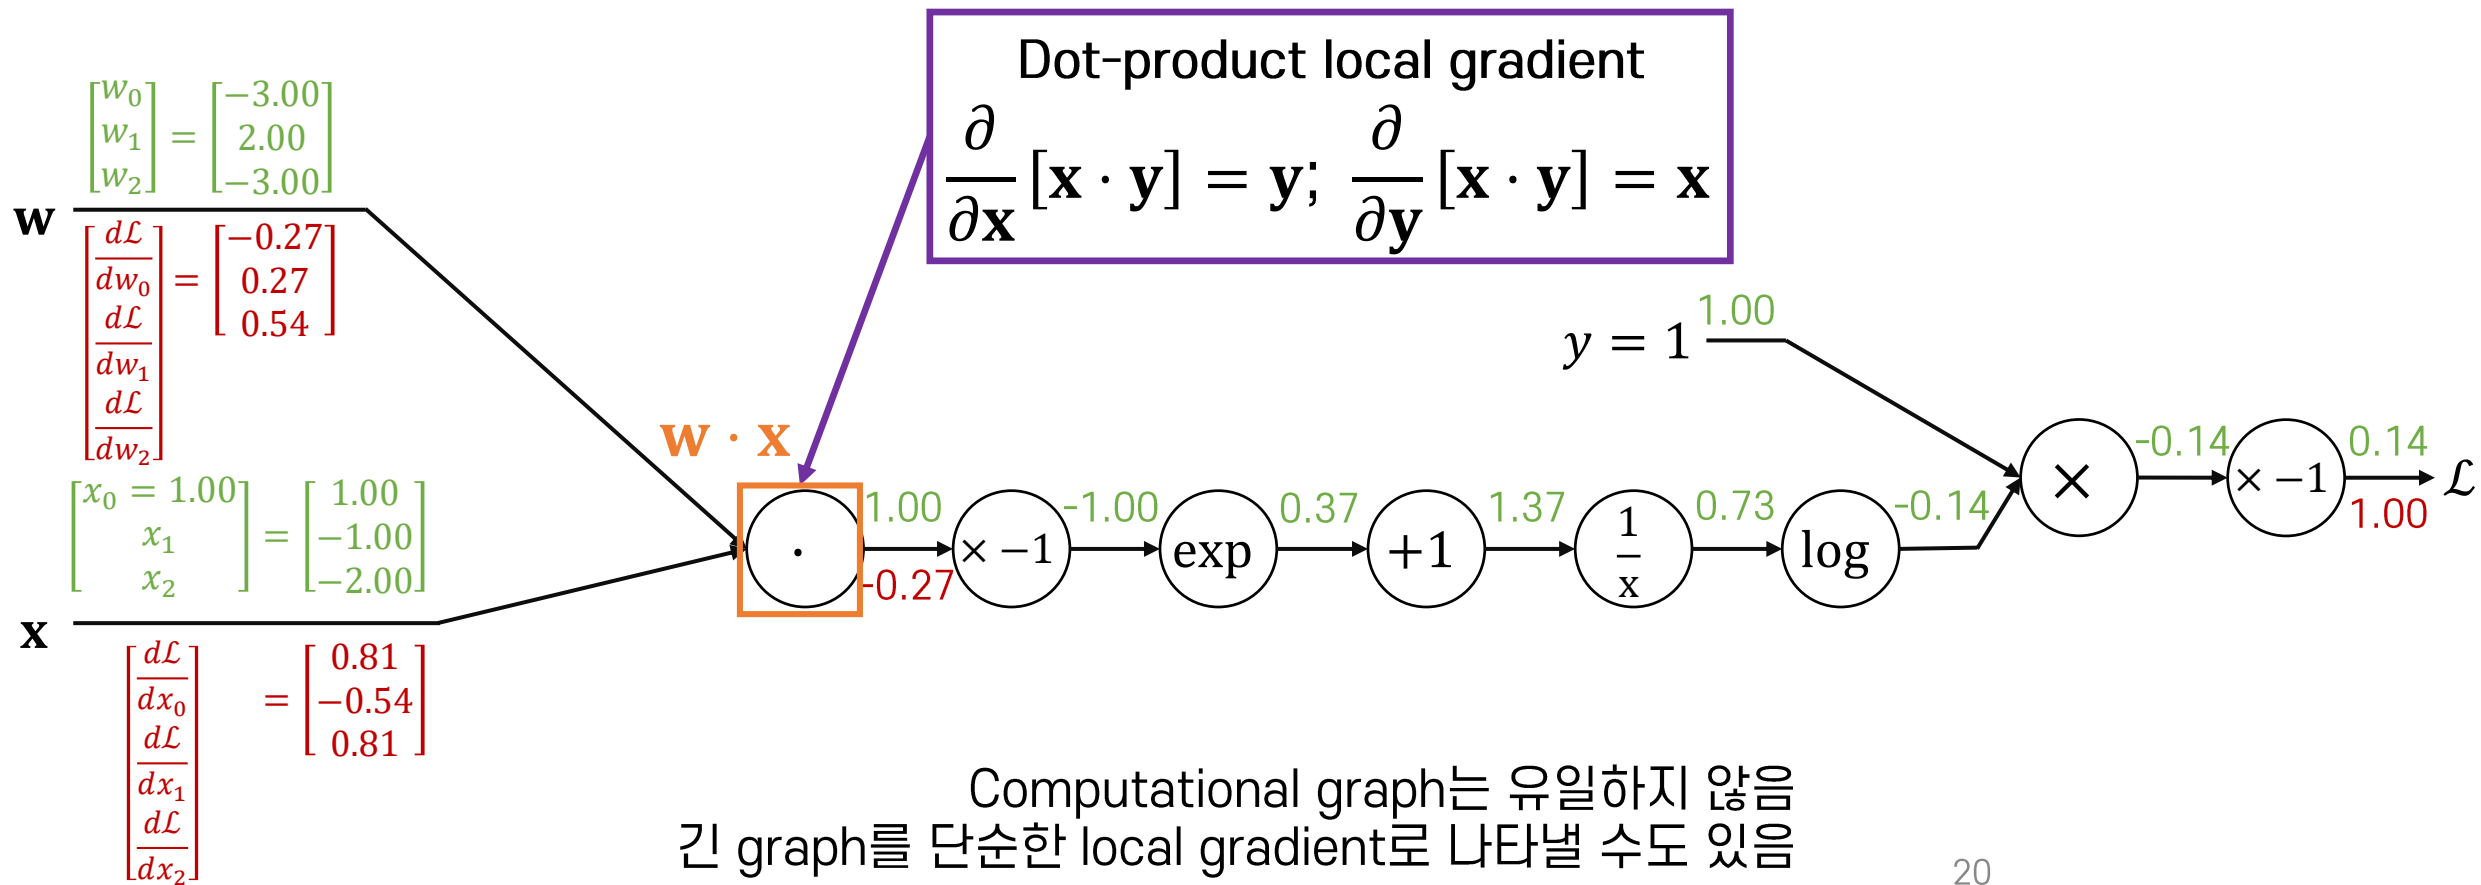 Dot-product local gradient
∂/∂𝐱 [𝐱 · 𝐲] = 𝐲; ∂/∂𝐲 [𝐱 · 𝐲] = 𝐱
w₀ −3.00
w₁ = 2.00
w₂ −3.00
𝐰
dℒ/dw₀ −0.27
dℒ/dw₁ = 0.27
dℒ/dw₂ 0.54
x₀ = 1.00 1.00
x₁ = −1.00
x₂ −2.00
𝐱
dℒ/dx₀ 0.81
dℒ/dx₁ = −0.54
dℒ/dx₂ 0.81
𝐰 · 𝐱
·
1.00
-0.27
× −1
-1.00
exp
0.37
+1
1.37
1/x
0.73
log
-0.14
y = 1
1.00
×
-0.14
× −1
0.14
1.00
ℒ
Computational graph는 유일하지 않음
긴 graph를 단순한 local gradient로 나타낼 수도 있음
20